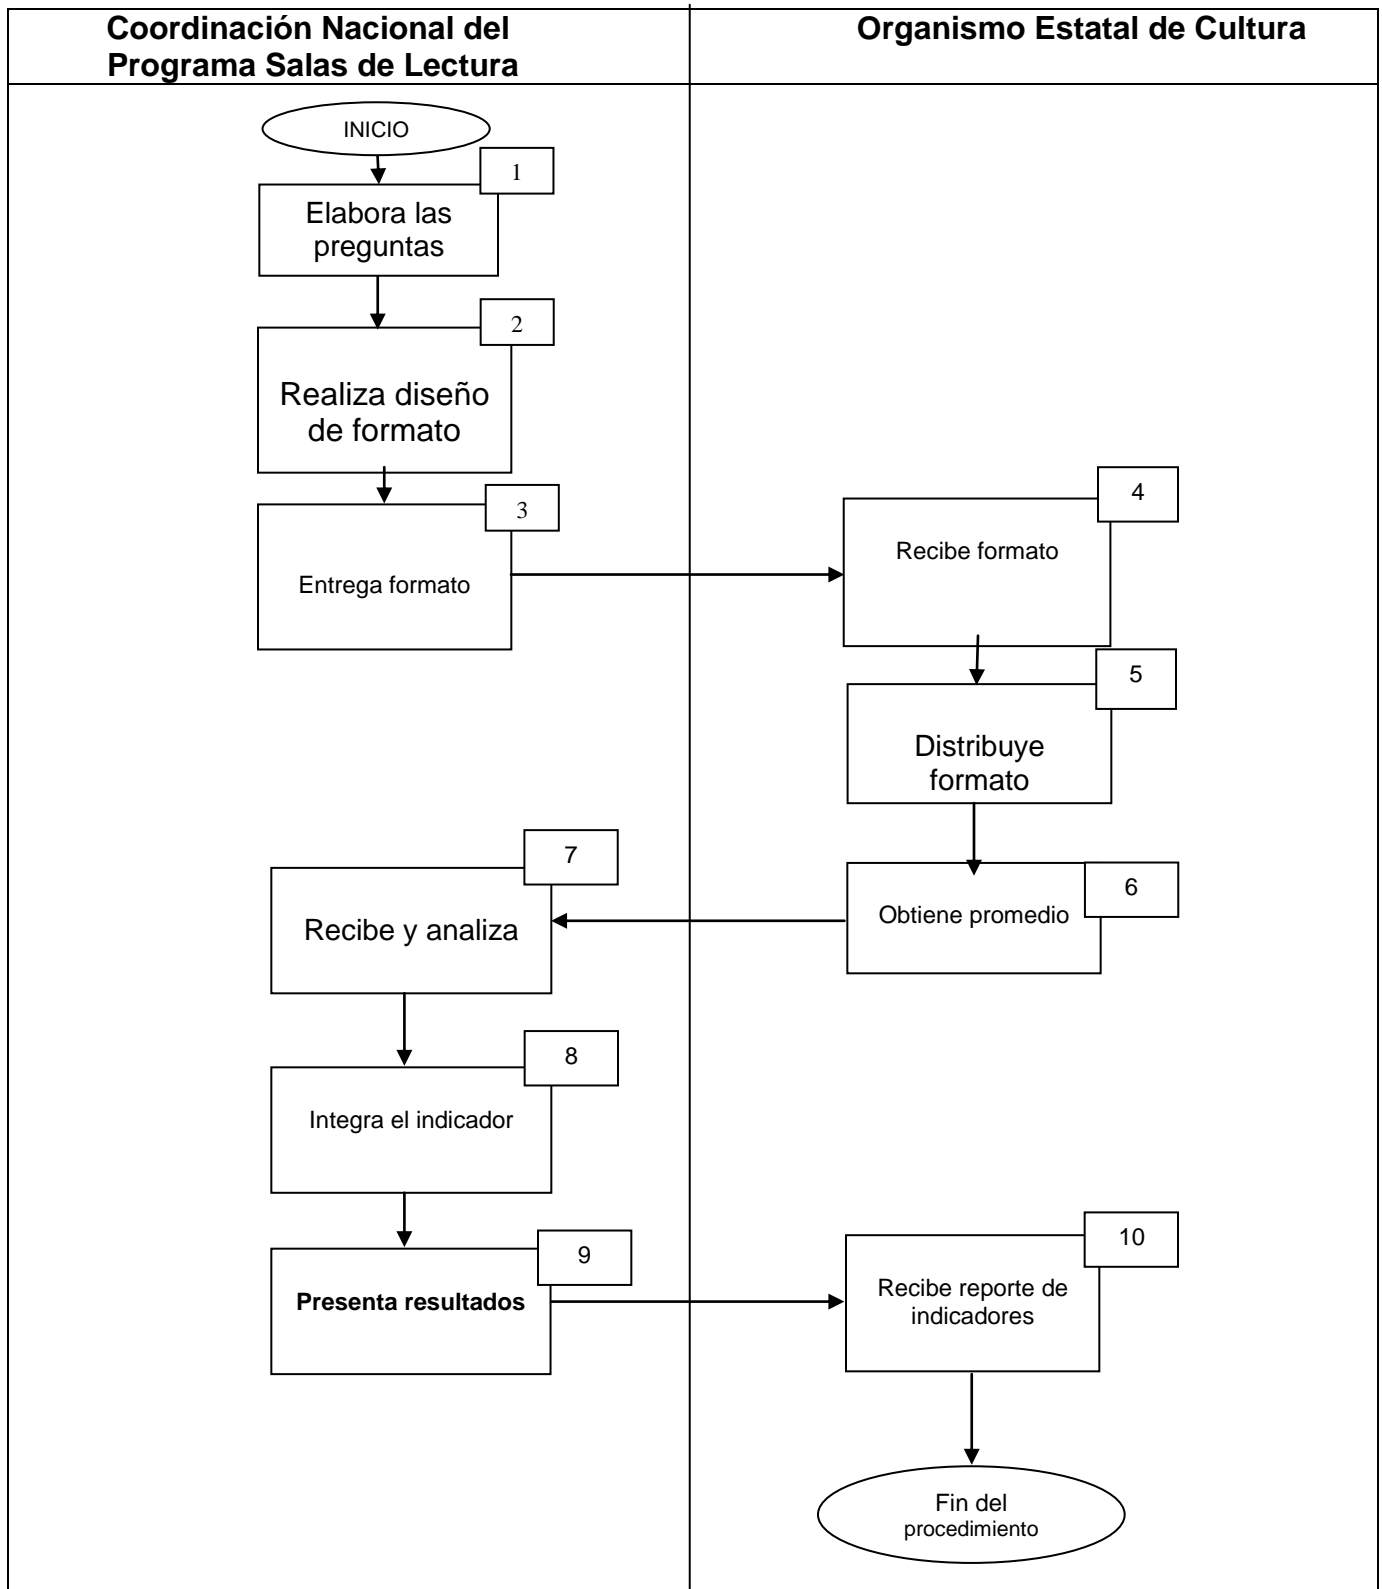 Coordinación Nacional del
Programa Salas de Lectura
Organismo Estatal de Cultura
INICIO
1
Elabora las
preguntas
2
Realiza diseño
de formato
3
Entrega formato
4
Recibe formato
5
Distribuye
formato
6
Obtiene promedio
7
Recibe y analiza
8
Integra el indicador
9
Presenta resultados
10
Recibe reporte de
indicadores
Fin del
procedimiento